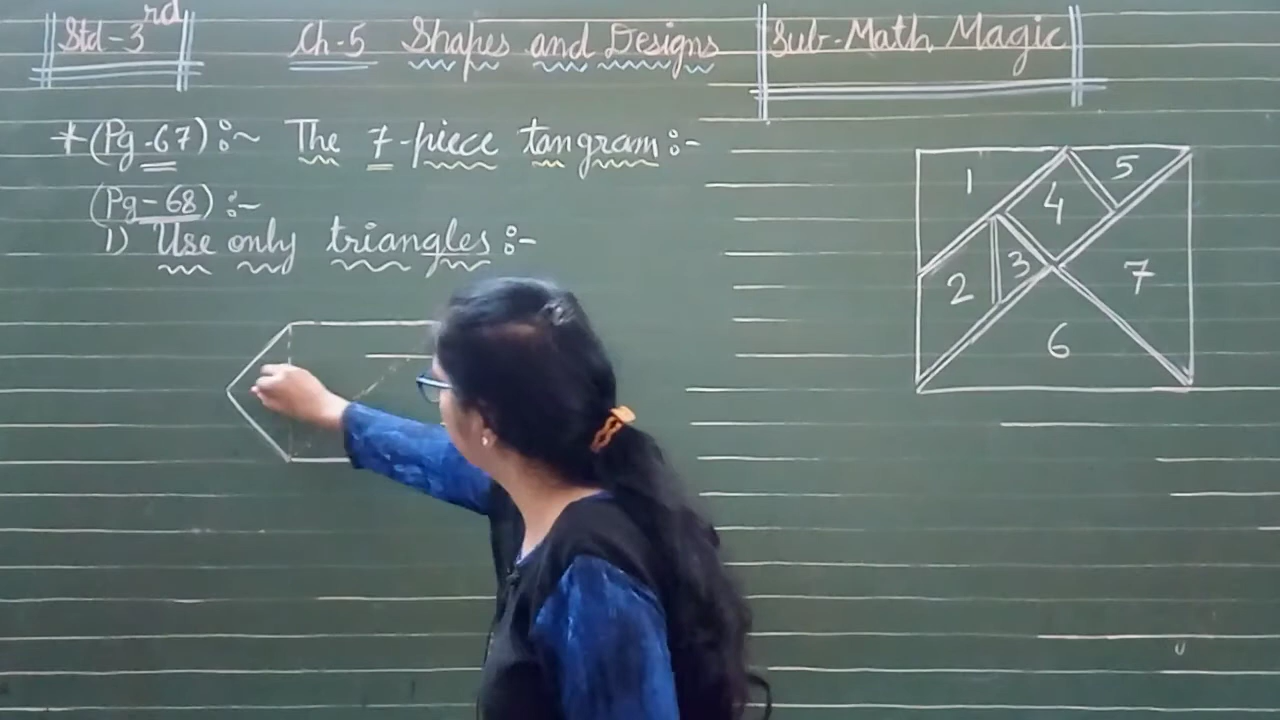 Std-3rd Ch-5 Shapes and Designs Sub-Math Magic
*(Pg-67):~ The 7-piece tangram:-
(Pg-68):-
1) Use only triangles:-
1
5
4
2
3
7
6